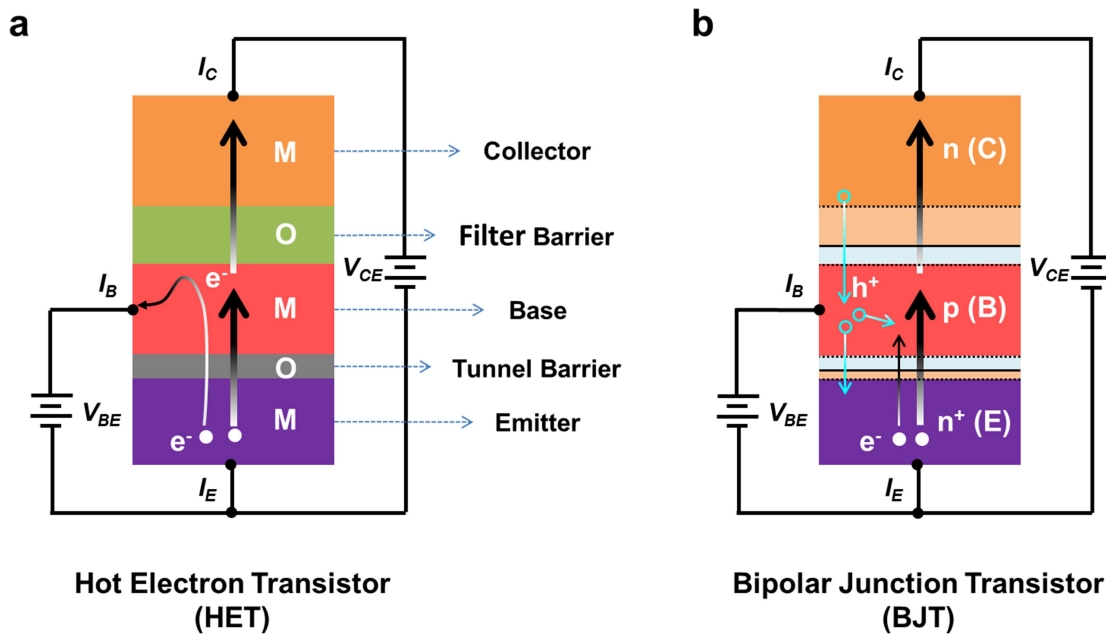 a
I_C
M
Collector
O
Filter Barrier
e-
V_CE
I_B
M
Base
O
Tunnel Barrier
V_BE
M
Emitter
e-
I_E
Hot Electron Transistor
(HET)
b
I_C
n (C)
V_CE
I_B
h+
p (B)
V_BE
n+ (E)
e-
I_E
Bipolar Junction Transistor
(BJT)